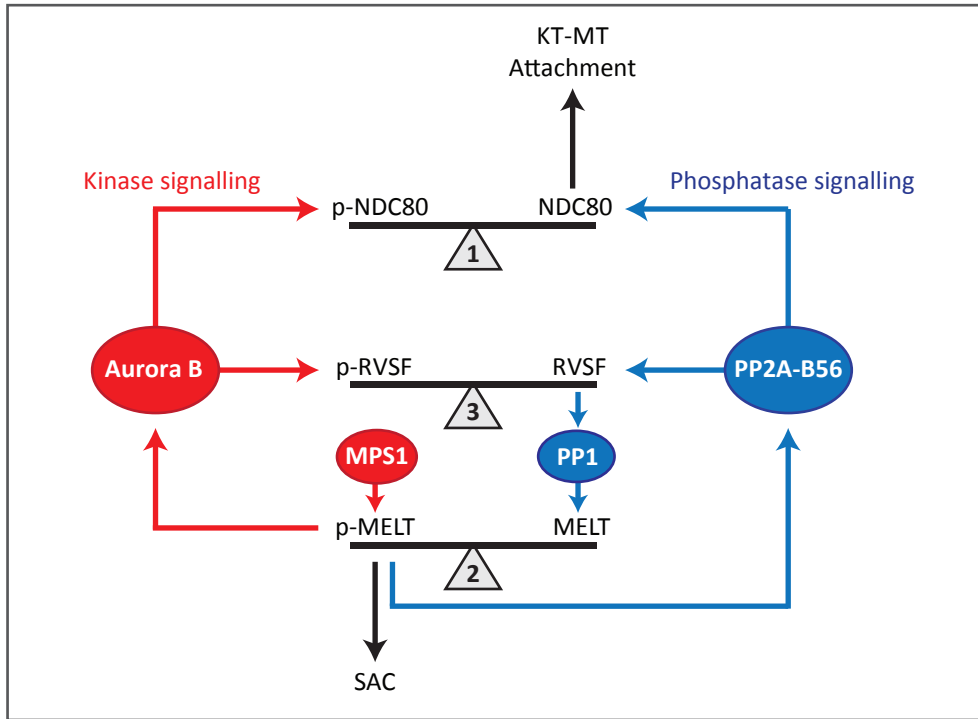 KT-MT
Attachment
Kinase signalling
Phosphatase signalling
p-NDC80
NDC80
1
Aurora B
p-RVSF
RVSF
PP2A-B56
3
MPS1
PP1
p-MELT
MELT
2
SAC